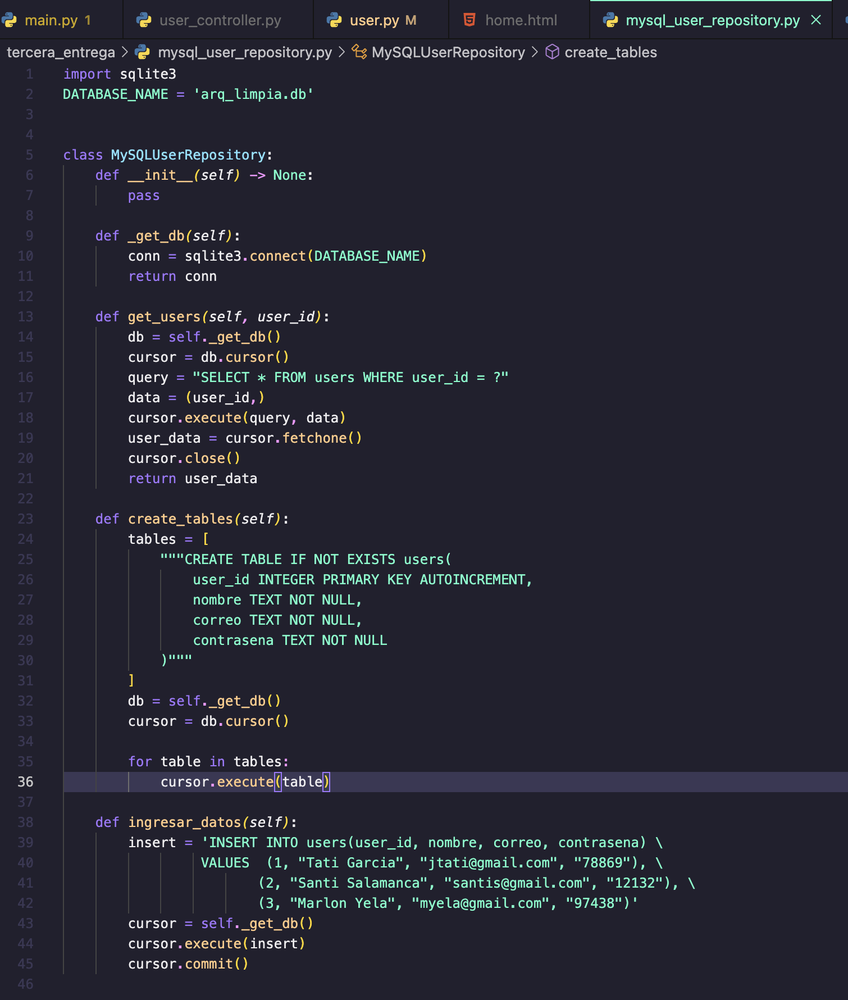 main.py 1 user_controller.py user.py M home.html mysql_user_repository.py
tercera_entrega > mysql_user_repository.py > MySQLUserRepository > create_tables
1 import sqlite3
2 DATABASE_NAME = 'arq_limpia.db'
3
4
5 class MySQLUserRepository:
6     def __init__(self) -> None:
7         pass
8
9     def _get_db(self):
10         conn = sqlite3.connect(DATABASE_NAME)
11         return conn
12
13     def get_users(self, user_id):
14         db = self._get_db()
15         cursor = db.cursor()
16         query = "SELECT * FROM users WHERE user_id = ?"
17         data = (user_id,)
18         cursor.execute(query, data)
19         user_data = cursor.fetchone()
20         cursor.close()
21         return user_data
22
23     def create_tables(self):
24         tables = [
25             """CREATE TABLE IF NOT EXISTS users(
26                 user_id INTEGER PRIMARY KEY AUTOINCREMENT,
27                 nombre TEXT NOT NULL,
28                 correo TEXT NOT NULL,
29                 contrasena TEXT NOT NULL
30             )"""
31         ]
32         db = self._get_db()
33         cursor = db.cursor()
34
35         for table in tables:
36             cursor.execute(table)
37
38     def ingresar_datos(self):
39         insert = 'INSERT INTO users(user_id, nombre, correo, contrasena) \
40                  VALUES  (1, "Tati Garcia", "jtati@gmail.com", "78869"), \
41                         (2, "Santi Salamanca", "santis@gmail.com", "12132"), \
42                         (3, "Marlon Yela", "myela@gmail.com", "97438")'
43         cursor = self._get_db()
44         cursor.execute(insert)
45         cursor.commit()
46